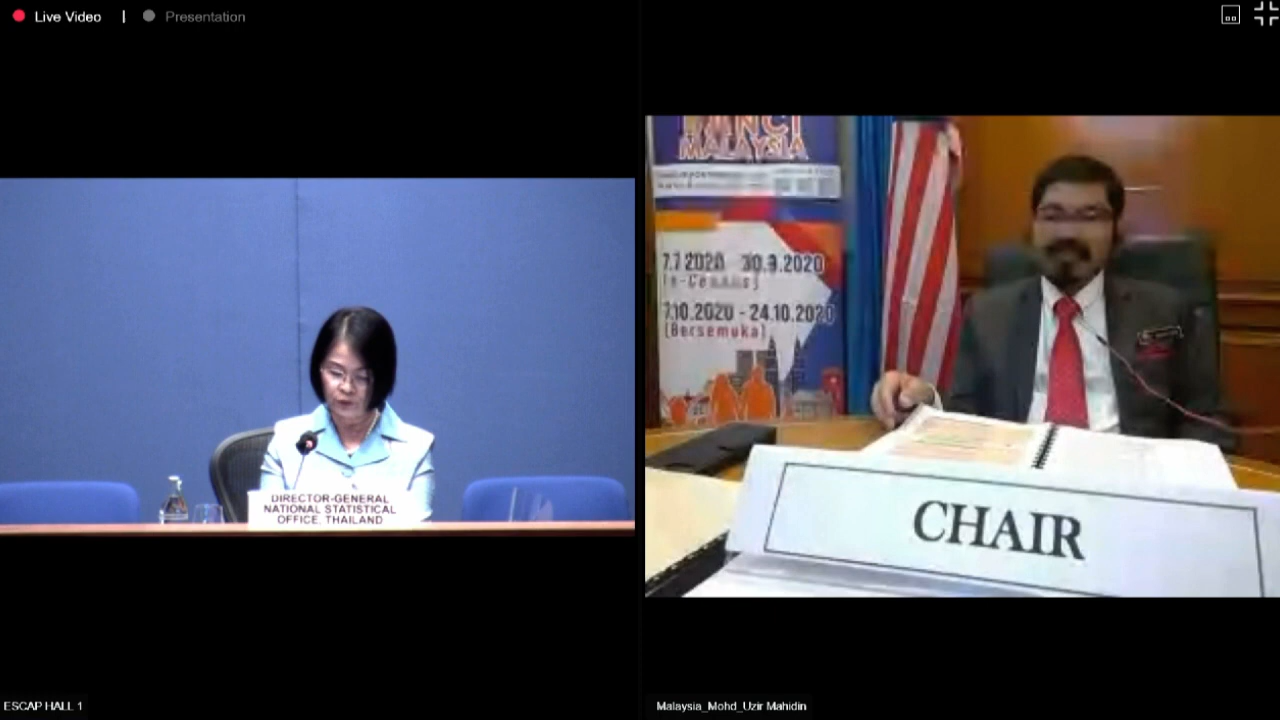 Live Video | Presentation
DIRECTOR-GENERAL
NATIONAL STATISTICAL
OFFICE, THAILAND
ESCAP HALL 1
MALAYSIA
7.7.2020 30.9.2020
[e-Census]
7.10.2020 - 24.10.2020
[Bersemuka]
CHAIR
Malaysia_Mohd_Uzir Mahidin